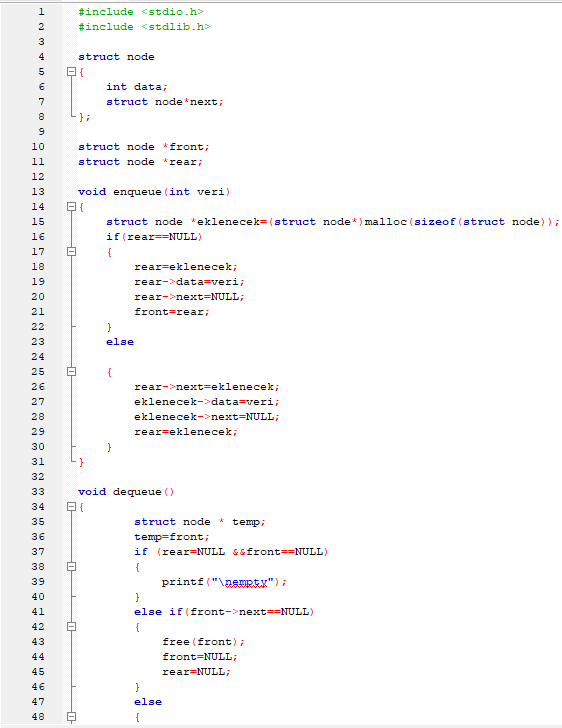 1 #include <stdio.h>
2 #include <stdlib.h>
3
4 struct node
5 {
6 int data;
7 struct node*next;
8 };
9
10 struct node *front;
11 struct node *rear;
12
13 void enqueue(int veri)
14 {
15 struct node *eklenecek=(struct node*)malloc(sizeof(struct node));
16 if(rear==NULL)
17 {
18 rear=eklenecek;
19 rear->data=veri;
20 rear->next=NULL;
21 front=rear;
22 }
23 else
24
25 {
26 rear->next=eklenecek;
27 eklenecek->data=veri;
28 eklenecek->next=NULL;
29 rear=eklenecek;
30 }
31 }
32
33 void dequeue()
34 {
35 struct node * temp;
36 temp=front;
37 if (rear=NULL &&front==NULL)
38 {
39 printf("\nempty");
40 }
41 else if(front->next==NULL)
42 {
43 free(front);
44 front=NULL;
45 rear=NULL;
46 }
47 else
48 {